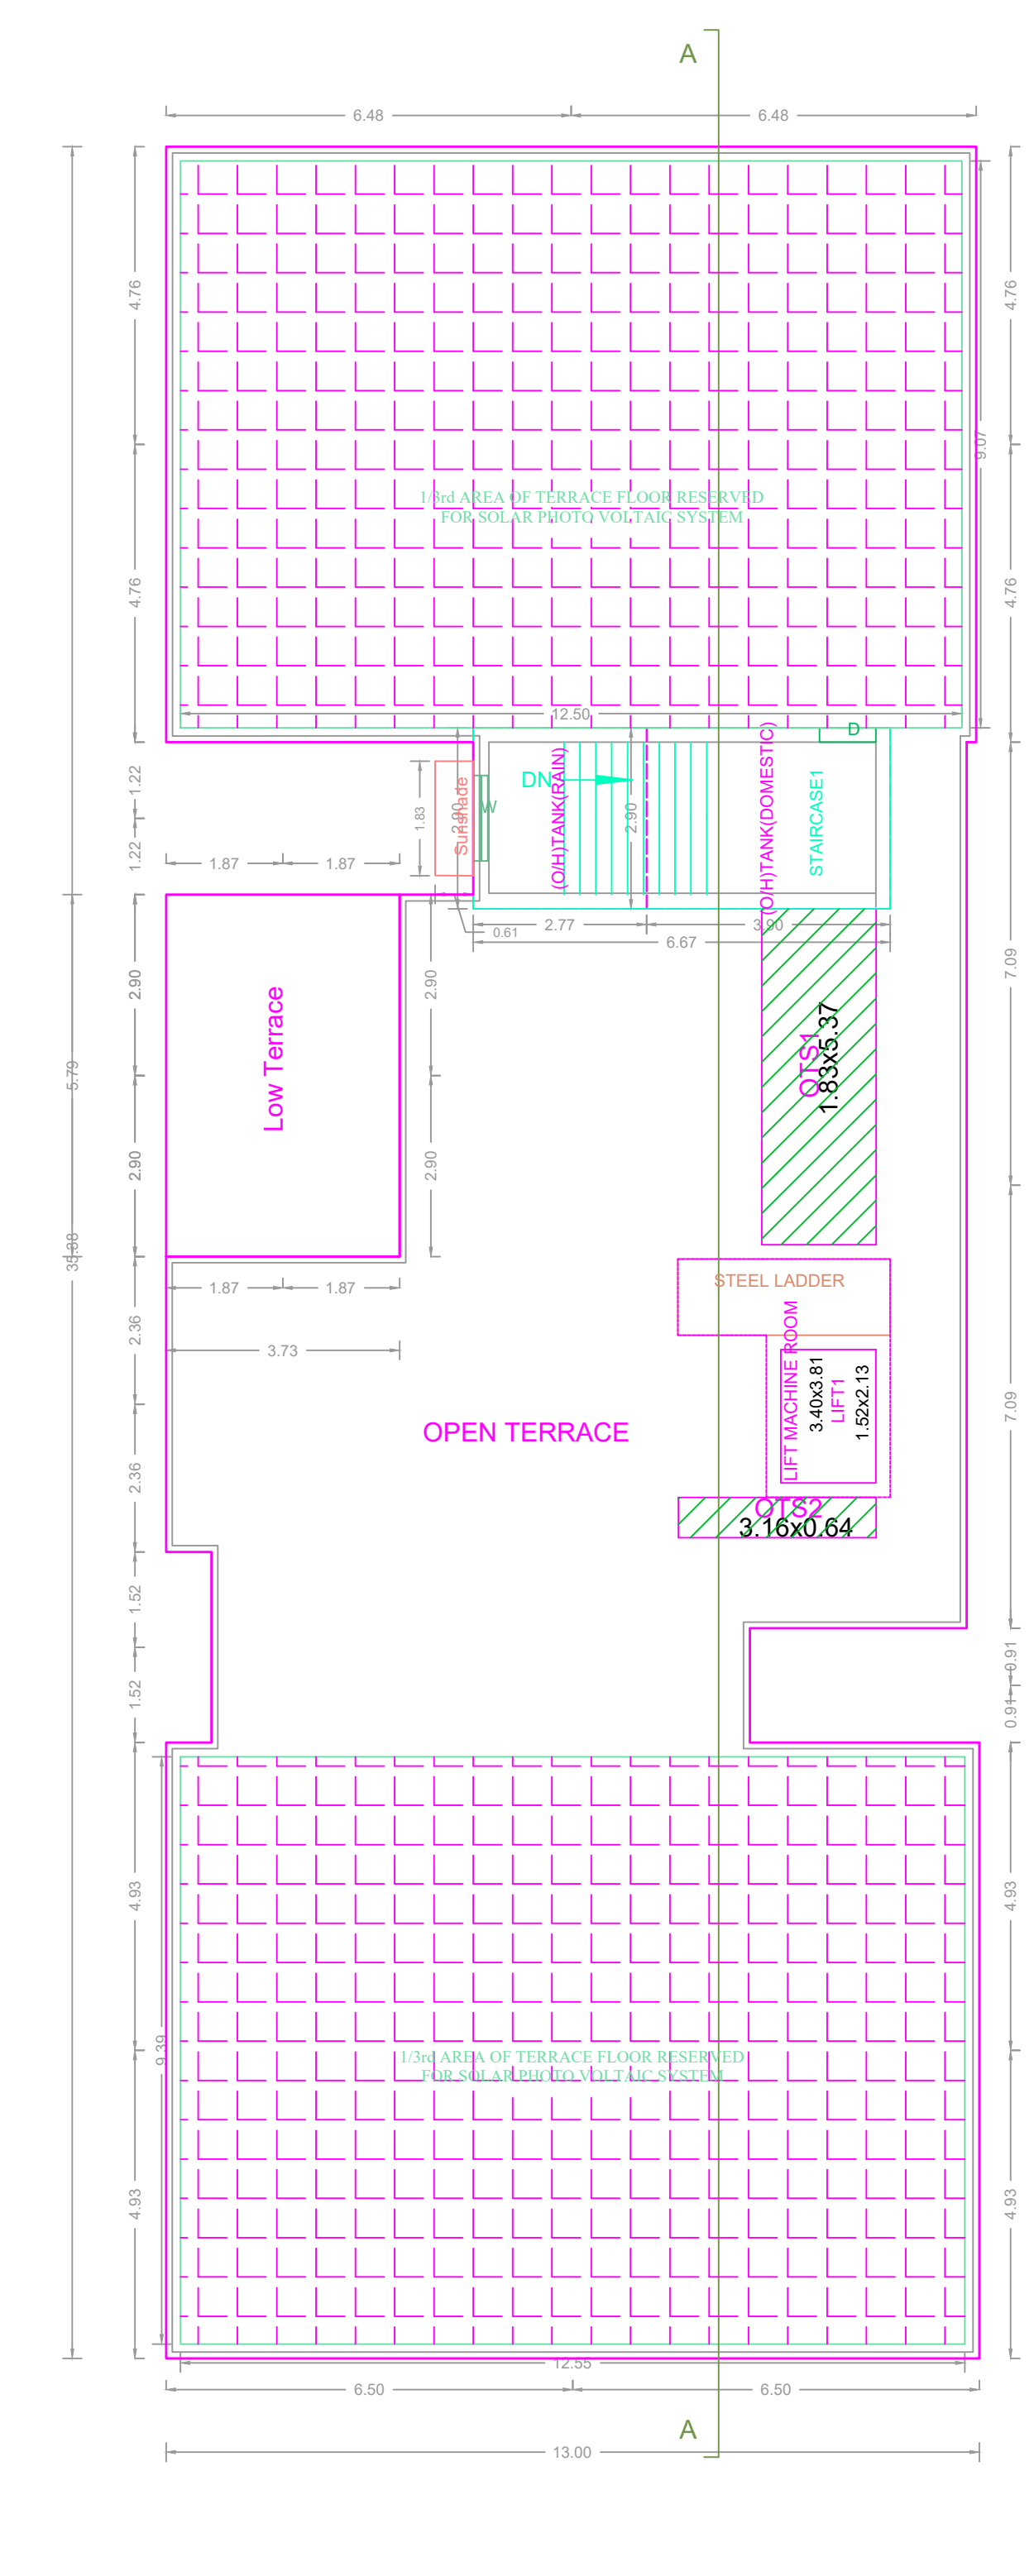 A
6.48
6.48
4.76
4.76
9.07
1/3rd AREA OF TERRACE FLOOR RESERVED
FOR SOLAR PHOTO VOLTAIC SYSTEM
4.76
4.76
12.50
D
DN
W
Sunshade
(O/H)TANK(RAIN)
(O/H)TANK(DOMESTIC)
STAIRCASE1
1.22
1.22
1.83
2.90
2.90
1.87
1.87
0.61
2.77
3.90
6.67
2.90
2.90
7.09
Low Terrace
OTS1
1.83x5.37
5.79
2.90
2.90
35.88
1.87
1.87
STEEL LADDER
2.36
3.73
LIFT MACHINE ROOM
3.40x3.81
LIFT1
1.52x2.13
7.09
OPEN TERRACE
2.36
OTS2
3.16x0.64
1.52
1.52
0.91
0.91
4.93
4.93
9.39
1/3rd AREA OF TERRACE FLOOR RESERVED
FOR SOLAR PHOTO VOLTAIC SYSTEM
4.93
4.93
12.55
6.50
6.50
A
13.00